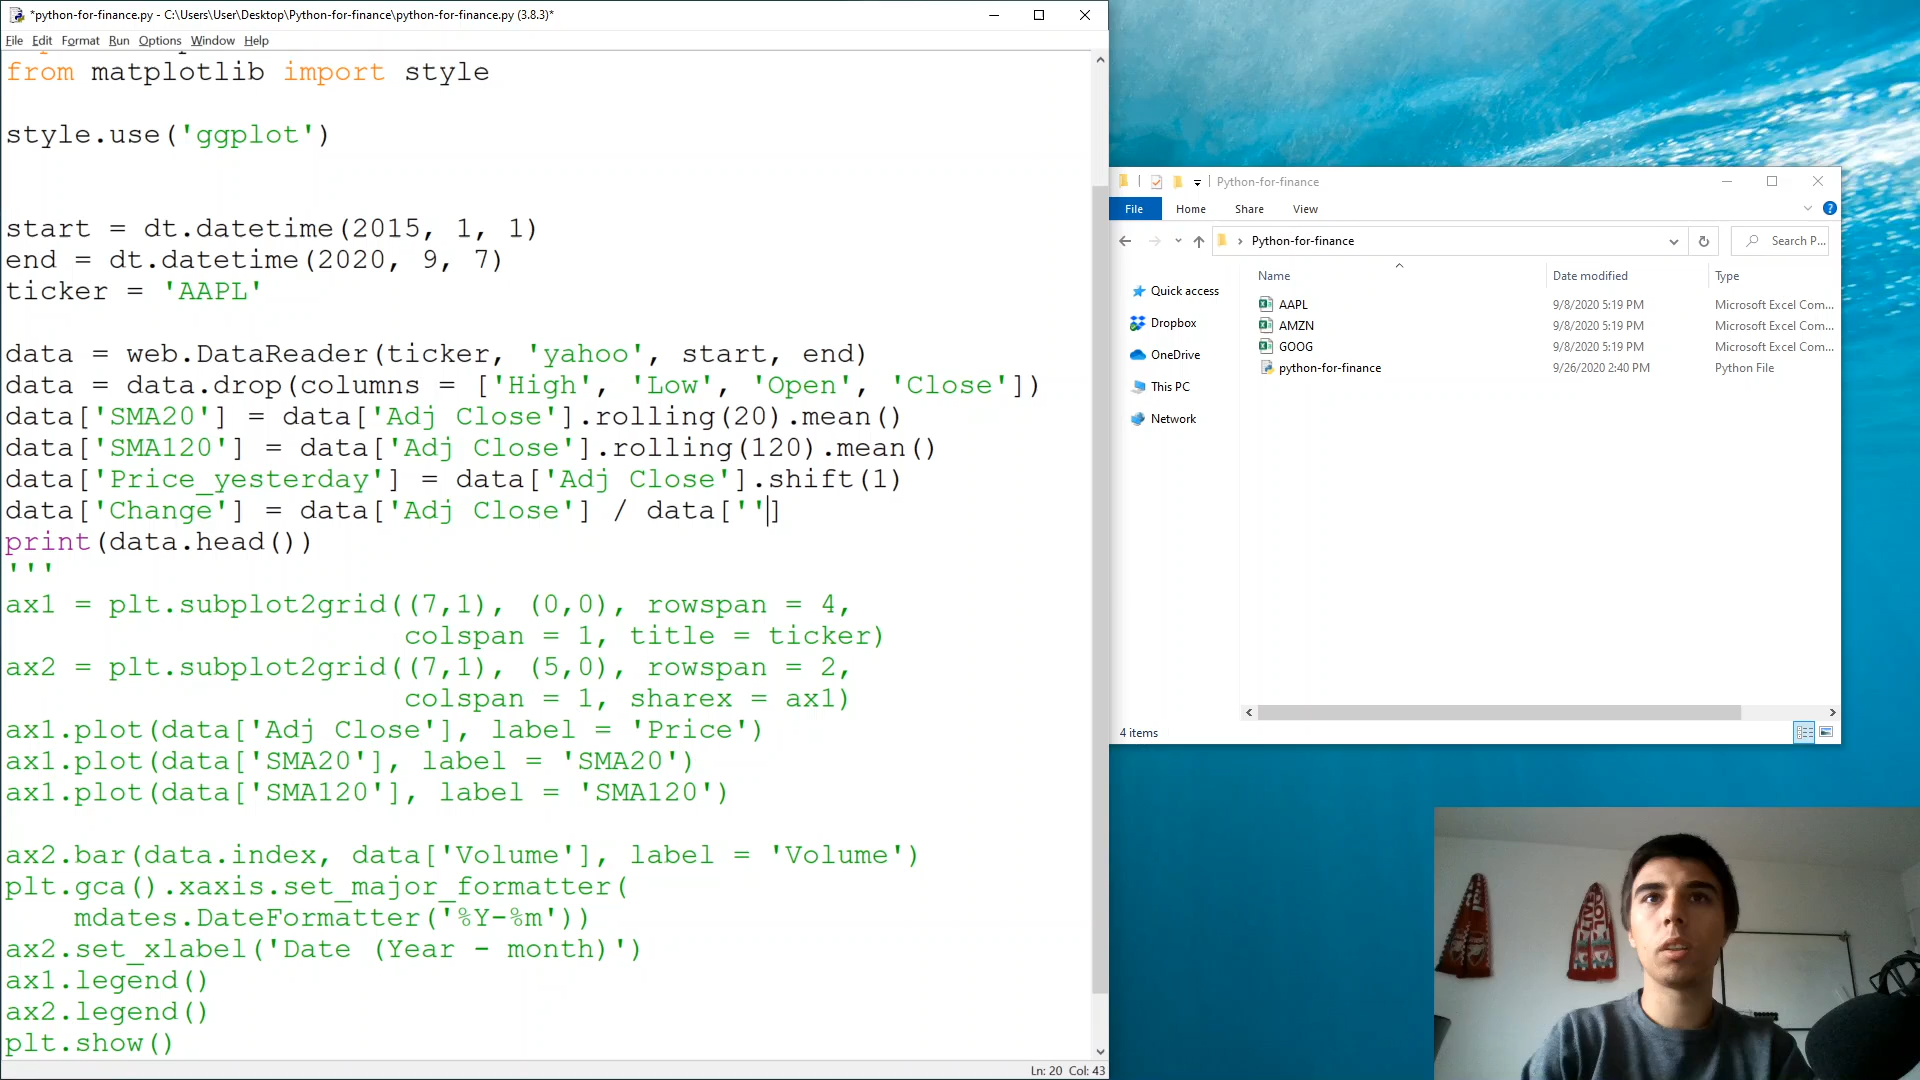 *python-for-finance.py - C:\Users\User\Desktop\Python-for-finance\python-for-finance.py (3.8.3)*
File Edit Format Run Options Window Help
from matplotlib import style
style.use('ggplot')
start = dt.datetime(2015, 1, 1)
end = dt.datetime(2020, 9, 7)
ticker = 'AAPL'
data = web.DataReader(ticker, 'yahoo', start, end)
data = data.drop(columns = ['High', 'Low', 'Open', 'Close'])
data['SMA20'] = data['Adj Close'].rolling(20).mean()
data['SMA120'] = data['Adj Close'].rolling(120).mean()
data['Price_yesterday'] = data['Adj Close'].shift(1)
data['Change'] = data['Adj Close'] / data['']
print(data.head())
'''
ax1 = plt.subplot2grid((7,1), (0,0), rowspan = 4,
colspan = 1, title = ticker)
ax2 = plt.subplot2grid((7,1), (5,0), rowspan = 2,
colspan = 1, sharex = ax1)
ax1.plot(data['Adj Close'], label = 'Price')
ax1.plot(data['SMA20'], label = 'SMA20')
ax1.plot(data['SMA120'], label = 'SMA120')
ax2.bar(data.index, data['Volume'], label = 'Volume')
plt.gca().xaxis.set_major_formatter(
mdates.DateFormatter('%Y-%m'))
ax2.set_xlabel('Date (Year - month)')
ax1.legend()
ax2.legend()
plt.show()
Ln: 20 Col: 43
Python-for-finance
File Home Share View
Python-for-finance
Search P...
Name Date modified Type
Quick access
Dropbox
OneDrive
This PC
Network
AAPL 9/8/2020 5:19 PM Microsoft Excel Com...
AMZN 9/8/2020 5:19 PM Microsoft Excel Com...
GOOG 9/8/2020 5:19 PM Microsoft Excel Com...
python-for-finance 9/26/2020 2:40 PM Python File
4 items